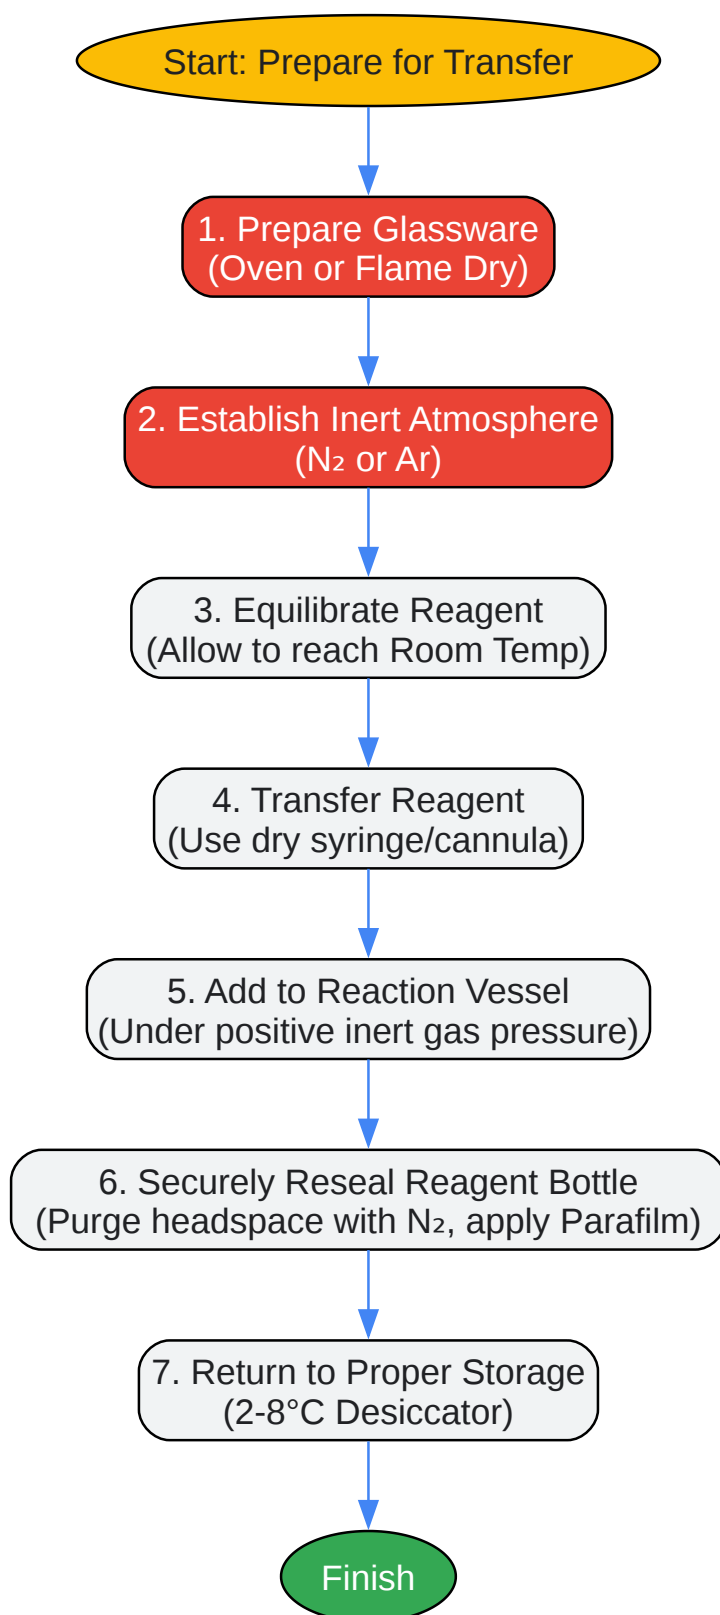 Start: Prepare for Transfer
1. Prepare Glassware
(Oven or Flame Dry)
2. Establish Inert Atmosphere
(N₂ or Ar)
3. Equilibrate Reagent
(Allow to reach Room Temp)
4. Transfer Reagent
(Use dry syringe/cannula)
5. Add to Reaction Vessel
(Under positive inert gas pressure)
6. Securely Reseal Reagent Bottle
(Purge headspace with N₂, apply Parafilm)
7. Return to Proper Storage
(2-8°C Desiccator)
Finish